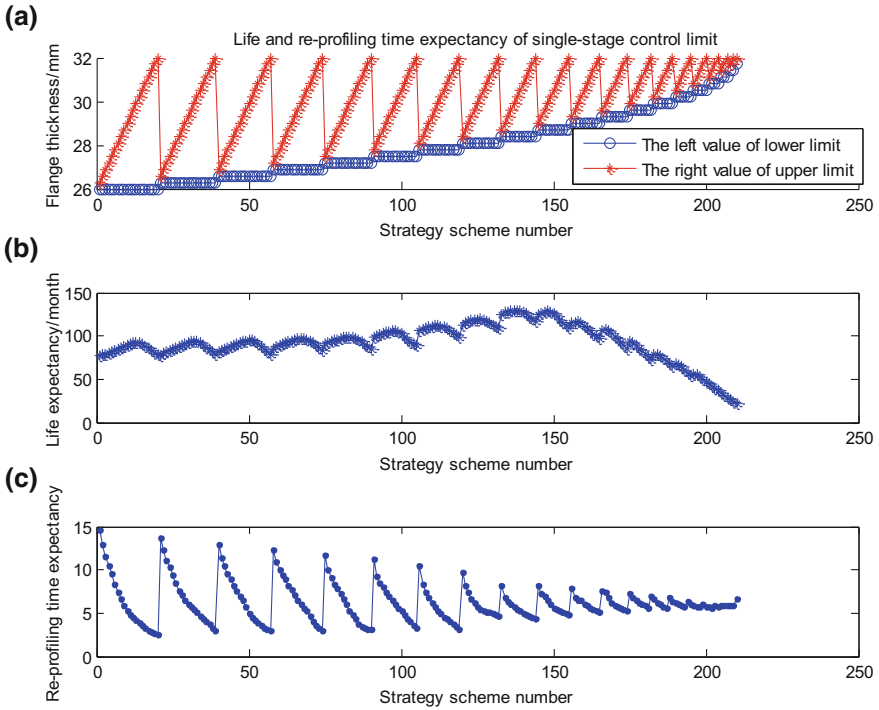 (a)
Life and re-profiling time expectancy of single-stage control limit
Flange thickness/mm
32
30
28
26
0
50
100
150
200
250
The left value of lower limit
The right value of upper limit
Strategy scheme number
(b)
Life expectancy/month
150
100
50
0
0
50
100
150
200
250
Strategy scheme number
(c)
Re-profiling time expectancy
15
10
5
0
0
50
100
150
200
250
Strategy scheme number